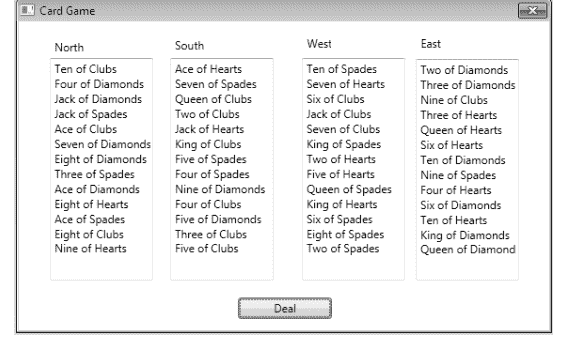 Card Game
North
Ten of Clubs
Four of Diamonds
Jack of Diamonds
Jack of Spades
Ace of Clubs
Seven of Diamonds
Eight of Diamonds
Three of Spades
Ace of Diamonds
Eight of Hearts
Ace of Spades
Eight of Clubs
Nine of Hearts
South
Ace of Hearts
Seven of Spades
Queen of Clubs
Two of Clubs
Jack of Hearts
King of Clubs
Five of Spades
Four of Spades
Nine of Diamonds
Four of Clubs
Five of Diamonds
Three of Clubs
Five of Clubs
West
Ten of Spades
Seven of Hearts
Six of Clubs
Jack of Clubs
Seven of Clubs
King of Spades
Two of Hearts
Five of Hearts
Queen of Spades
King of Hearts
Six of Spades
Eight of Spades
Two of Spades
East
Two of Diamonds
Three of Diamonds
Nine of Clubs
Three of Hearts
Queen of Hearts
Six of Hearts
Ten of Diamonds
Nine of Spades
Four of Hearts
Six of Diamonds
Ten of Hearts
King of Diamonds
Queen of Diamond
Deal